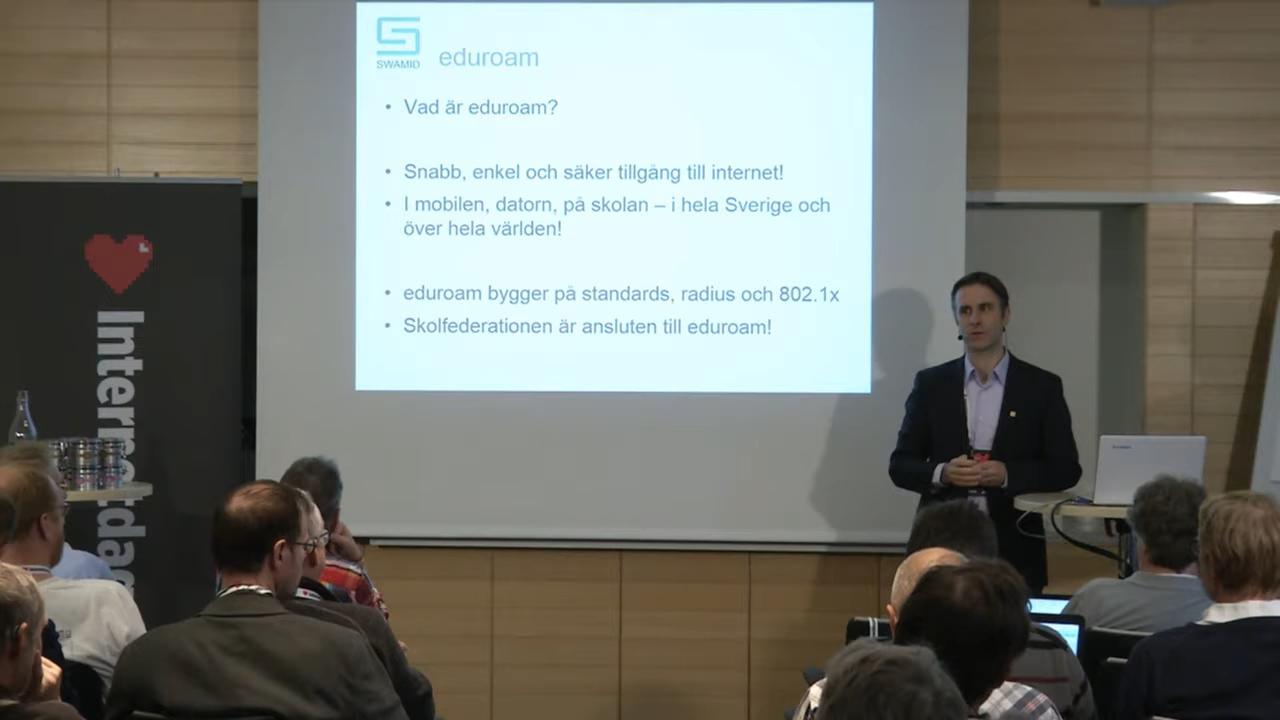 SWAMID
eduroam
• Vad är eduroam?
• Snabb, enkel och säker tillgång till internet!
• I mobilen, datorn, på skolan – i hela Sverige och
över hela världen!
• eduroam bygger på standards, radius och 802.1x
• Skolfederationen är ansluten till eduroam!